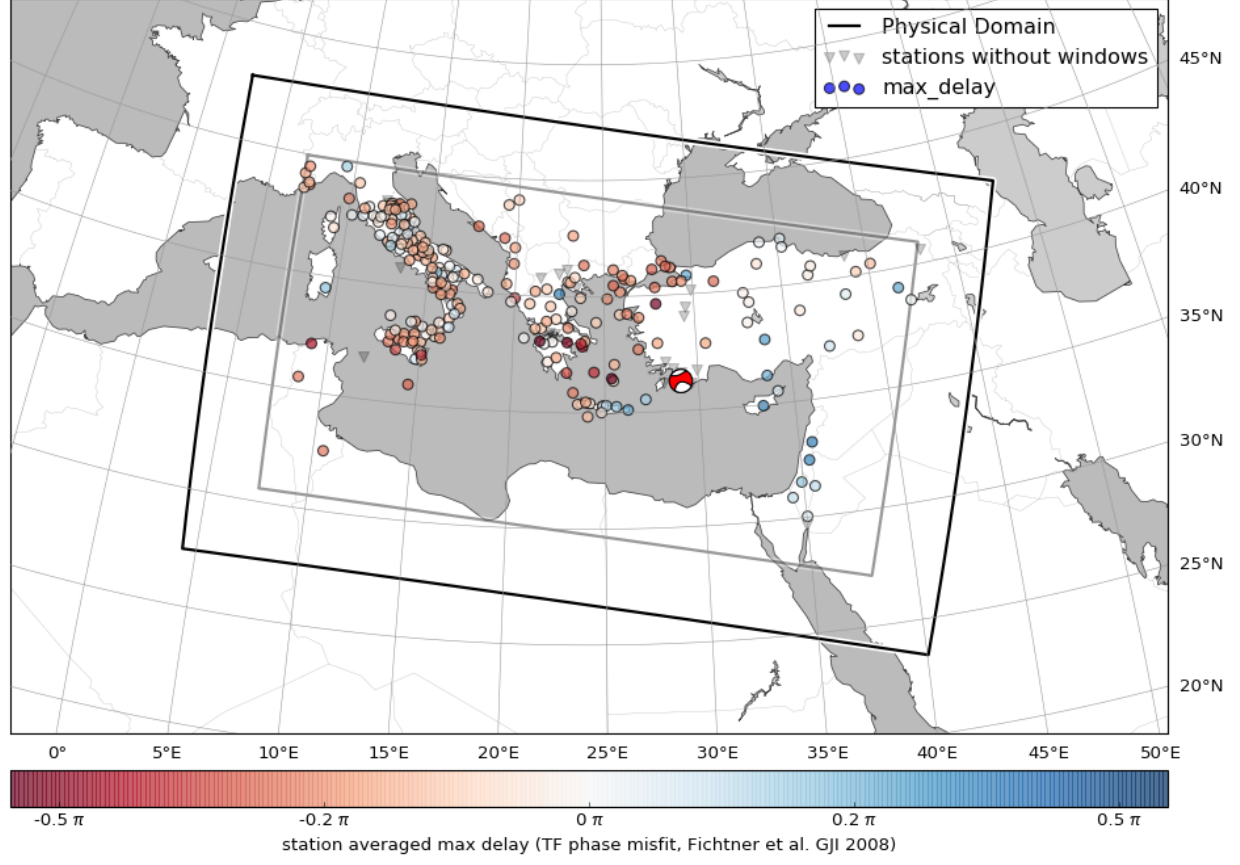 Physical Domain
stations without windows
max_delay
45°N
40°N
35°N
30°N
25°N
20°N
0° 5°E 10°E 15°E 20°E 25°E 30°E 35°E 40°E 45°E 50°E
-0.5 π -0.2 π 0 π 0.2 π 0.5 π
station averaged max delay (TF phase misfit, Fichtner et al. GJI 2008)